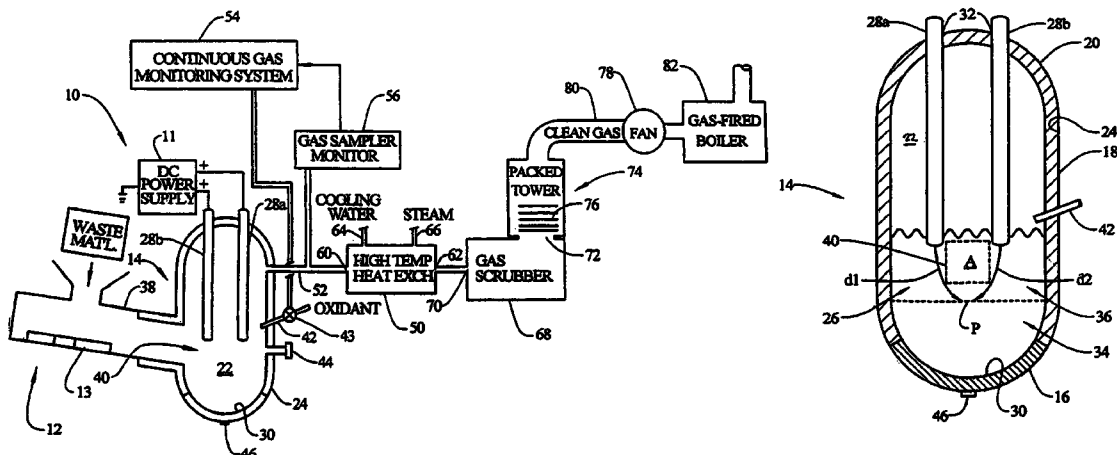 54
CONTINUOUS GAS
MONITORING SYSTEM
10
11
56
GAS SAMPLER
MONITOR
DC
POWER
SUPPLY
+
+
WASTE
MAT'L.
28b
28a
14
38
COOLING
WATER
64
STEAM
66
60
HIGH TEMP
HEAT EXCH
62
52
50
OXIDANT
42
43
44
40
22
24
13
12
30
46
70
GAS
SCRUBBER
68
72
PACKED
TOWER
76
74
80
CLEAN GAS
78
FAN
82
GAS-FIRED
BOILER
28a
32
28b
20
22
24
18
14
42
40
Δ
d1
d2
26
P
36
34
16
46
30